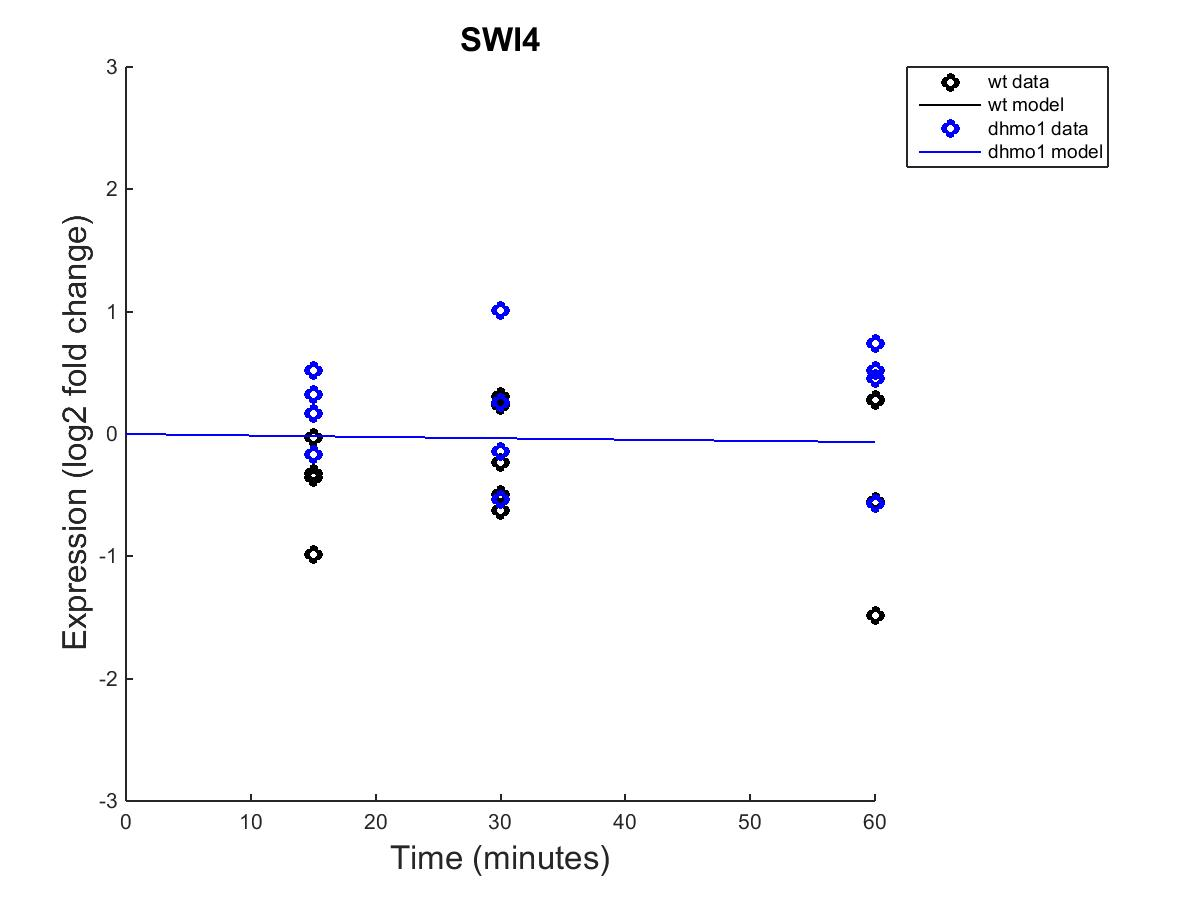 SWI4
3
2
1
0
-1
-2
-3
0 10 20 30 40 50 60
Expression (log2 fold change)
Time (minutes)
wt data
wt model
dhmo1 data
dhmo1 model